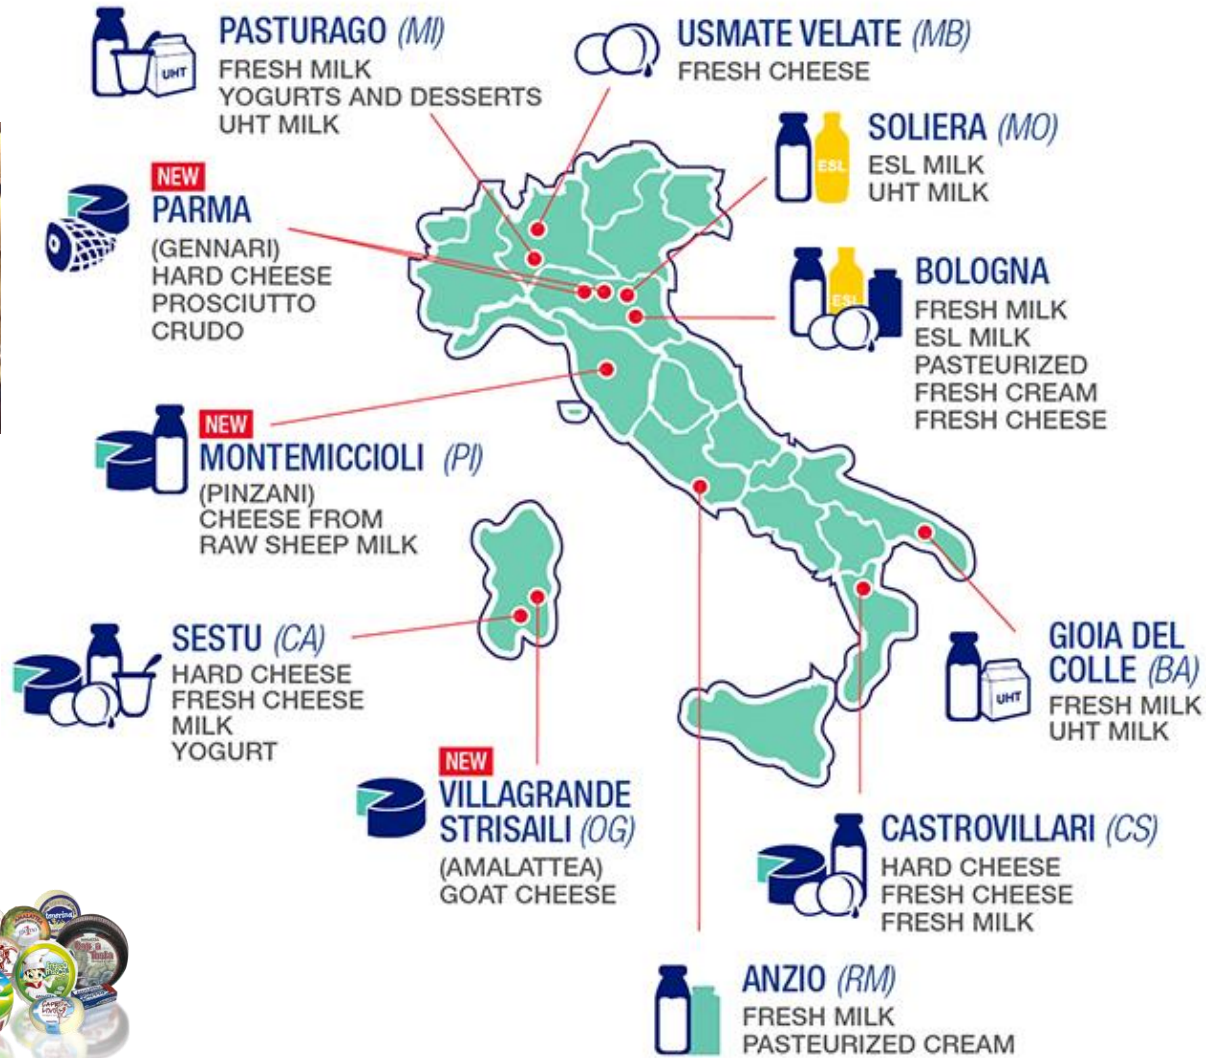 PASTURAGO (MI)
FRESH MILK
YOGURTS AND DESSERTS
UHT MILK
UHT
USMATE VELATE (MB)
FRESH CHEESE
SOLIERA (MO)
ESL MILK
UHT MILK
ESL
NEW
PARMA
(GENNARI)
HARD CHEESE
PROSCIUTTO
CRUDO
BOLOGNA
FRESH MILK
ESL MILK
PASTEURIZED
FRESH CREAM
FRESH CHEESE
ESL
NEW
MONTEMICCIOLI (PI)
(PINZANI)
CHEESE FROM
RAW SHEEP MILK
SESTU (CA)
HARD CHEESE
FRESH CHEESE
MILK
YOGURT
GIOIA DEL
COLLE (BA)
FRESH MILK
UHT MILK
UHT
NEW
VILLAGRANDE
STRISAILI (OG)
(AMALATTEA)
GOAT CHEESE
CASTROVILLARI (CS)
HARD CHEESE
FRESH CHEESE
FRESH MILK
ANZIO (RM)
FRESH MILK
PASTEURIZED CREAM